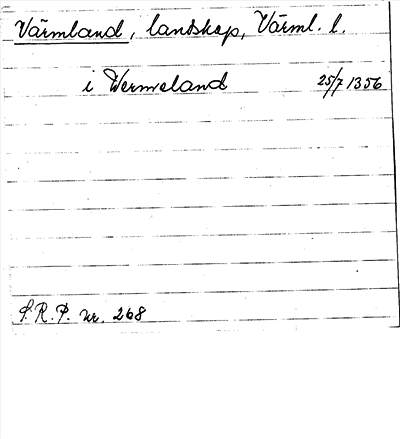 Värmland, landskap, Värml. l.
i Wermeland 25/7 1356
S.R.P. nr. 268